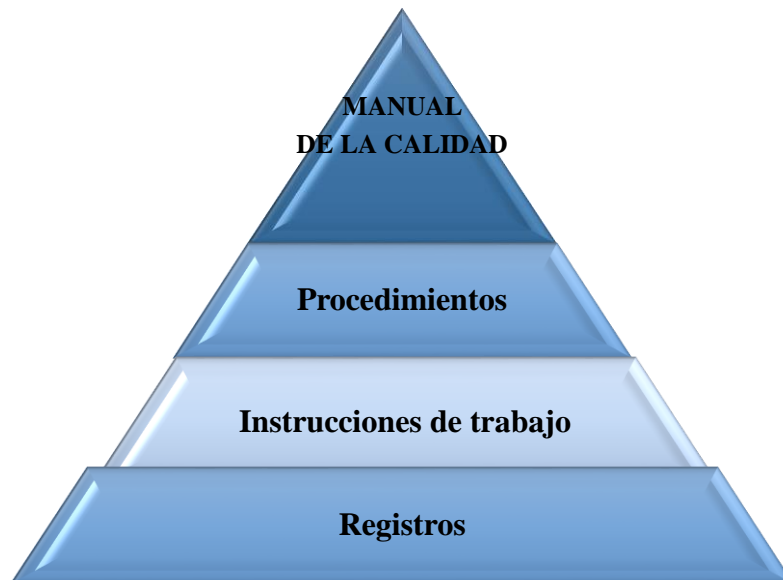 MANUAL
DE LA CALIDAD
Procedimientos
Instrucciones de trabajo
Registros